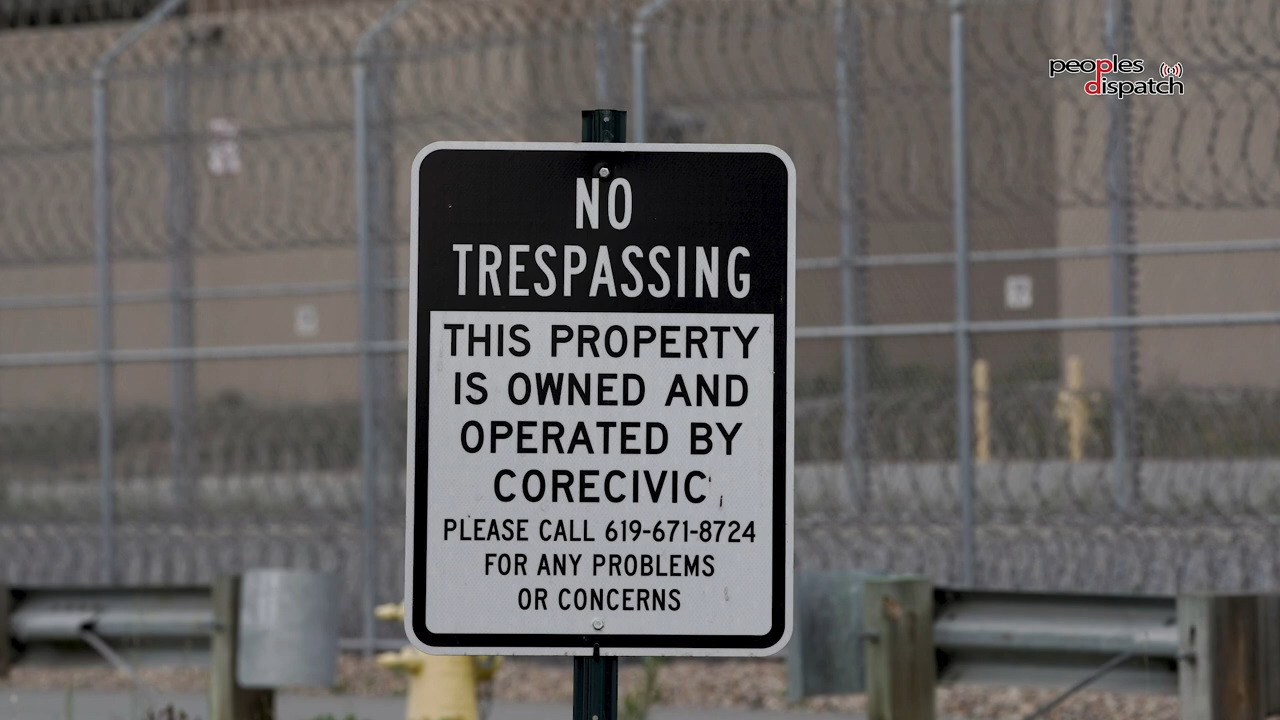 peoples
dispatch
NO
TRESPASSING
THIS PROPERTY
IS OWNED AND
OPERATED BY
CORECIVIC
PLEASE CALL 619-671-8724
FOR ANY PROBLEMS
OR CONCERNS